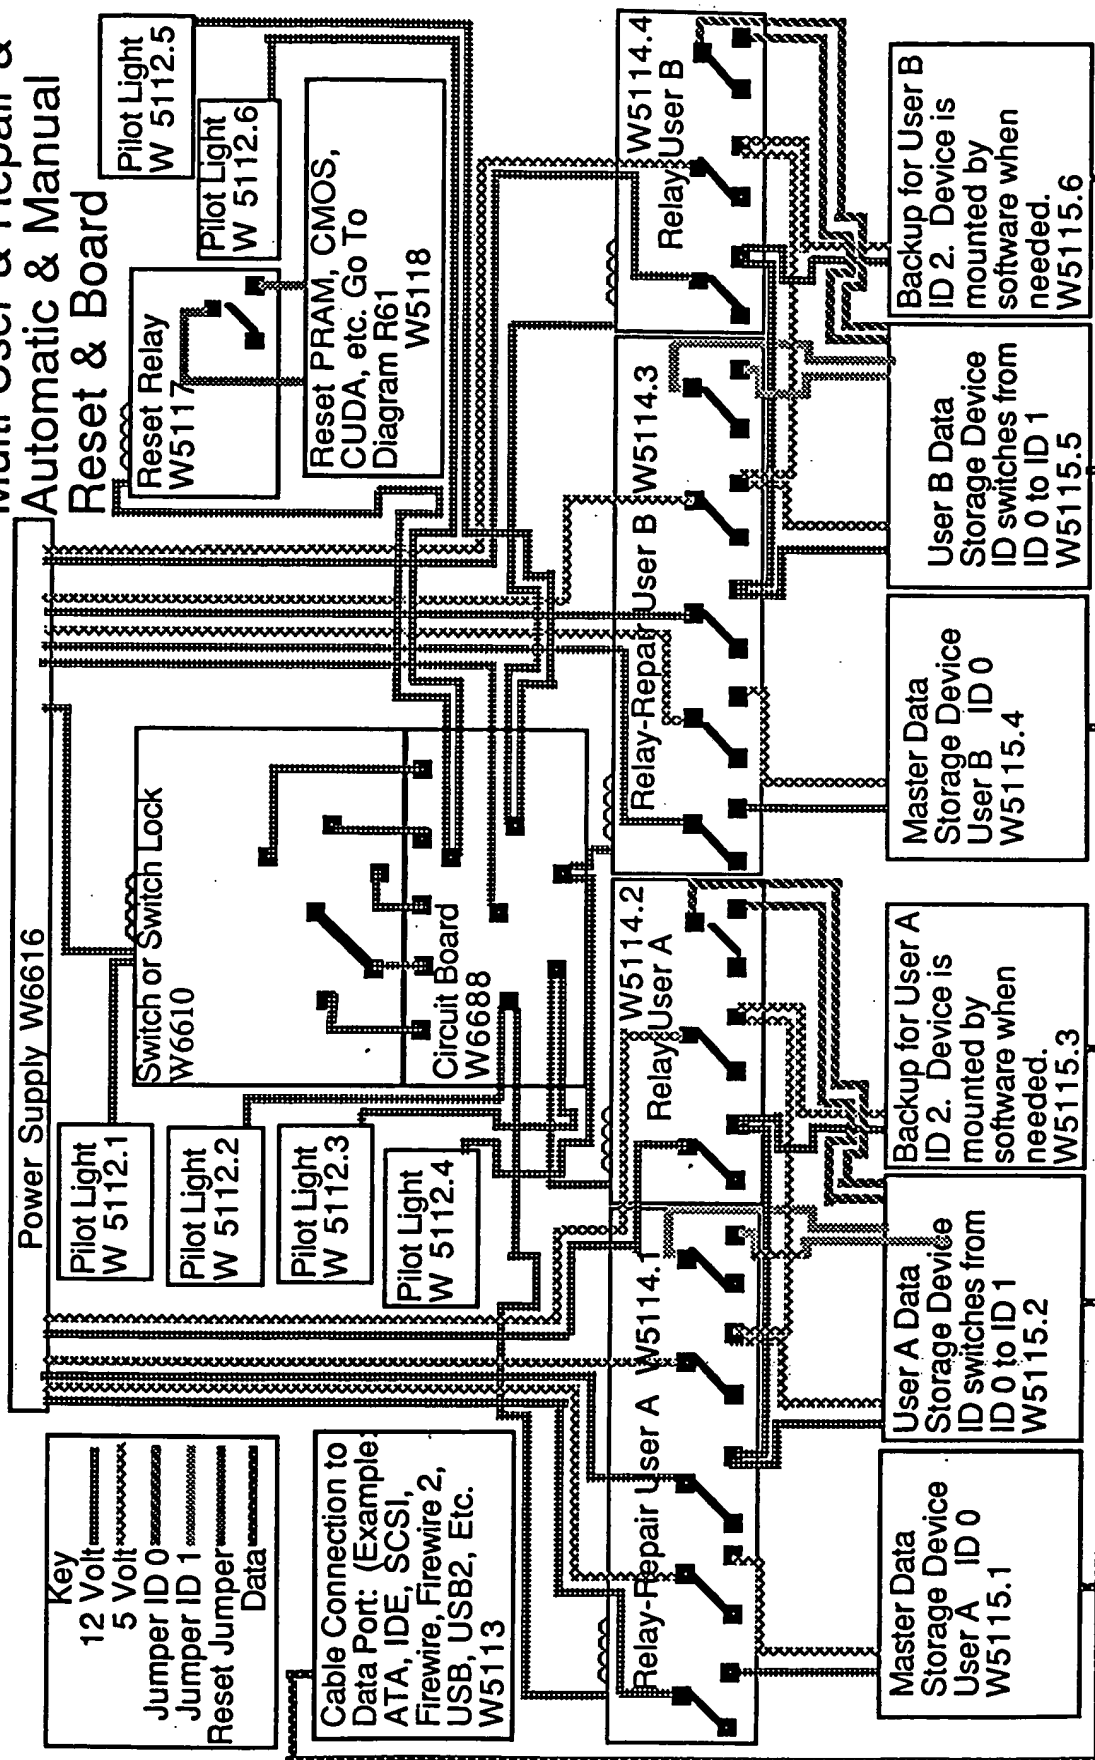 Automatic & Manual
Reset & Board
Power Supply W6616
Key
12 Volt
5 Volt
Jumper ID 0
Jumper ID 1
Reset Jumper
Data
Cable Connection to
Data Port: (Example:
ATA, IDE, SCSI,
Firewire, Firewire 2,
USB, USB2, Etc.
W5113
Pilot Light
W 5112.1
Pilot Light
W 5112.2
Pilot Light
W 5112.3
Pilot Light
W 5112.4
Switch or Switch Lock
W6610
Circuit Board
W6688
Reset Relay
W5117
Pilot Light
W 5112.5
Pilot Light
W 5112.6
Reset PRAM, CMOS,
CUDA, etc. Go To
Diagram R61
W5118
Relay-Repair User A W5114.1
W5114.2
Relay User A
Relay-Repair User B W5114.3
W5114.4
Relay User B
Master Data
Storage Device
User A ID 0
W5115.1
User A Data
Storage Device
ID switches from
ID 0 to ID 1
W5115.2
Backup for User A
ID 2. Device is
mounted by
software when
needed.
W5115.3
Master Data
Storage Device
User B ID 0
W5115.4
User B Data
Storage Device
ID switches from
ID 0 to ID 1
W5115.5
Backup for User B
ID 2. Device is
mounted by
software when
needed.
W5115.6